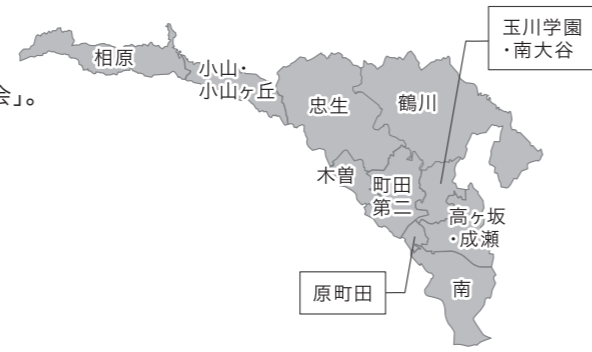 玉川学園
・南大谷
相原
小山・
小山ヶ丘
会」。
忠生
鶴川
木曽
町田
第二
高ヶ坂
・成瀬
原町田
南